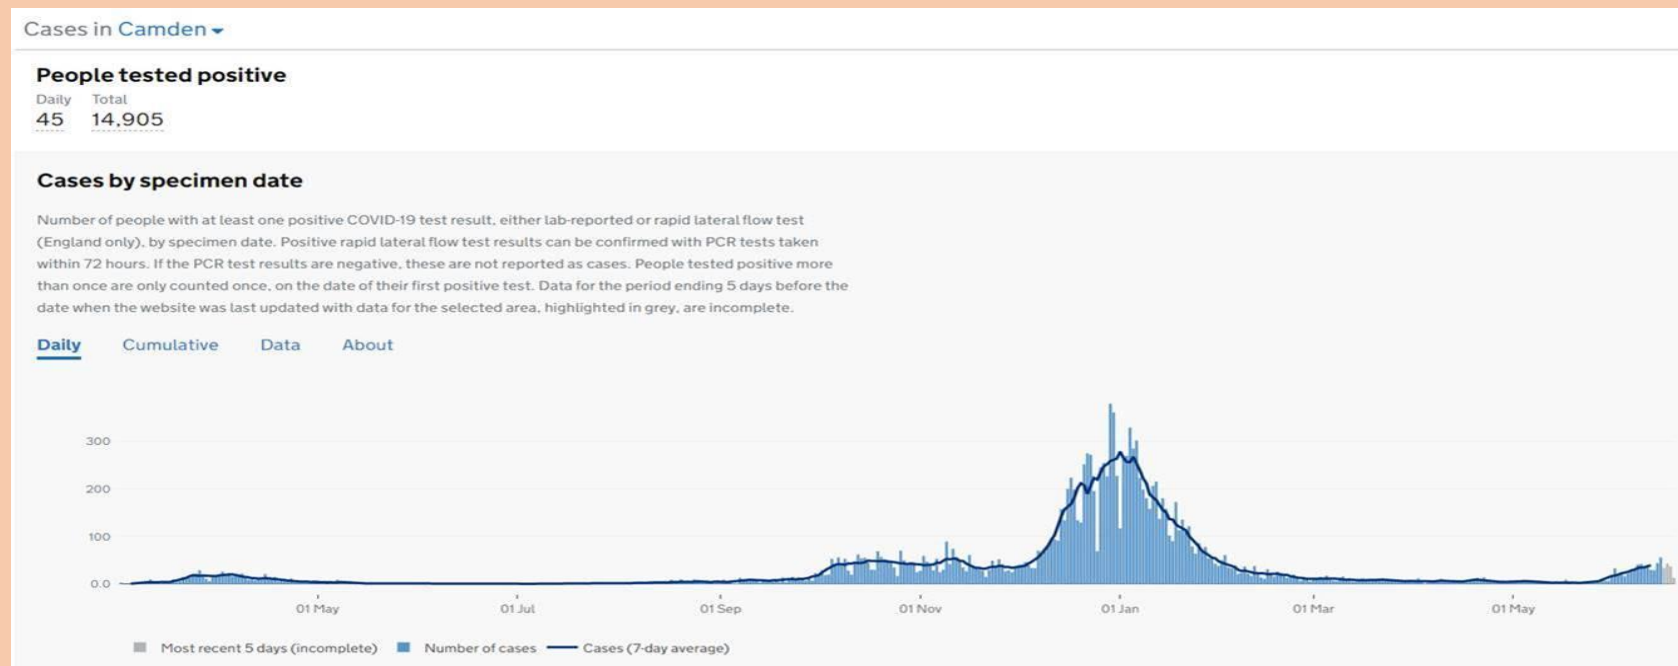 Cases in Camden
People tested positive
Daily Total
45 14,905
Cases by specimen date
Number of people with at least one positive COVID-19 test result, either lab-reported or rapid lateral flow test
(England only), by specimen date. Positive rapid lateral flow test results can be confirmed with PCR tests taken
within 72 hours. If the PCR test results are negative, these are not reported as cases. People tested positive more
than once are only counted once, on the date of their first positive test. Data for the period ending 5 days before the
date when the website was last updated with data for the selected area, highlighted in grey, are incomplete.
Daily Cumulative Data About
300
200
100
0.0
01 May 01 Jul 01 Sep 01 Nov 01 Jan 01 Mar 01 May
Most recent 5 days (incomplete) Number of cases Cases (7-day average)